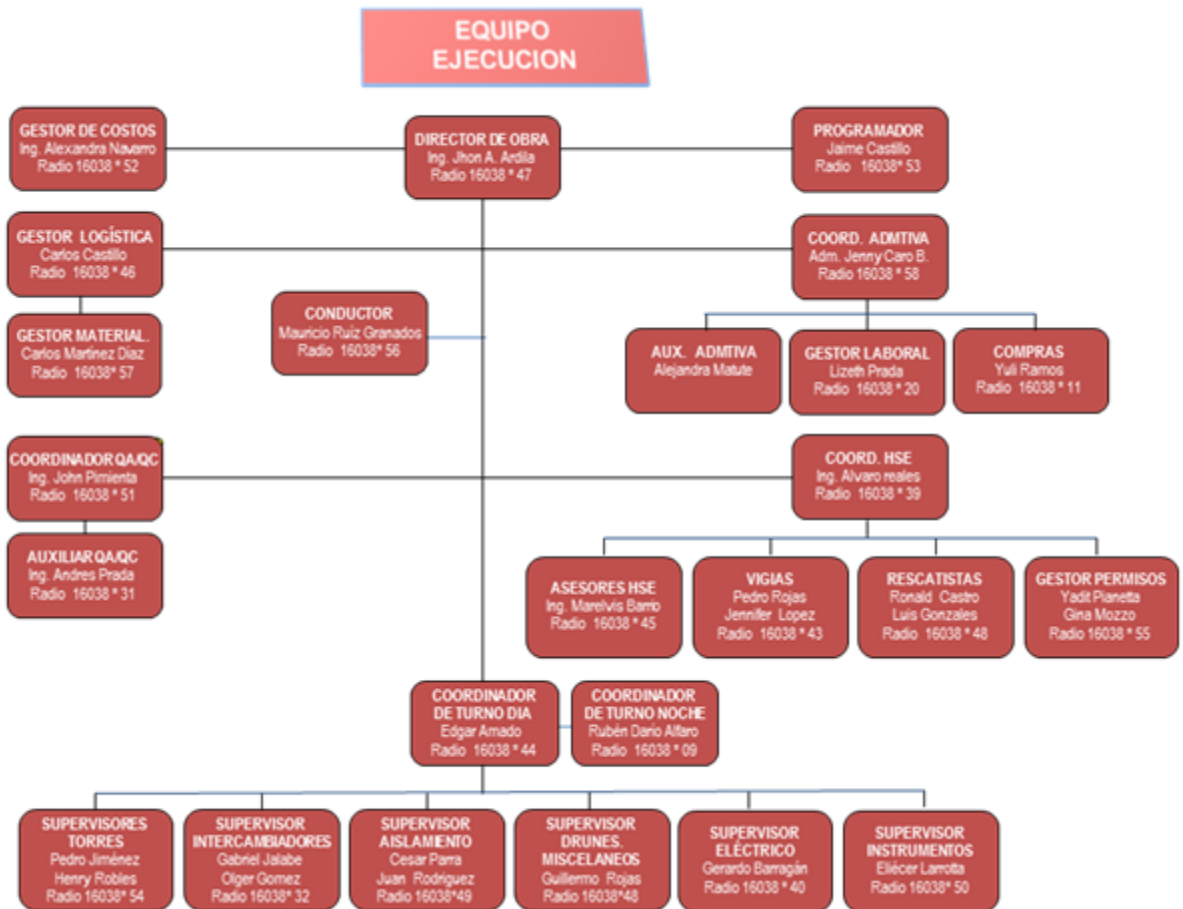 EQUIPO
EJECUCION
GESTOR DE COSTOS
Ing. Alexandra Navarro
Radio 16038 * 52
DIRECTOR DE OBRA
Ing. Jhon A. Ardila
Radio 16038 * 47
PROGRAMADOR
Jaime Castillo
Radio 16038* 53
GESTOR LOGÍSTICA
Carlos Castillo
Radio 16038 * 46
COORD. ADMTIVA
Adm. Jenny Caro B.
Radio 16038 * 58
GESTOR MATERIAL.
Carlos Martinez Diaz
Radio 16038* 57
CONDUCTOR
Mauricio Ruiz Granados
Radio 16038* 56
AUX. ADMTIVA
Alejandra Matute
GESTOR LABORAL
Lizeth Prada
Radio 16038 * 20
COMPRAS
Yuli Ramos
Radio 16038 * 11
COORDINADOR QA/QC
Ing. John Pimienta
Radio 16038 * 51
COORD. HSE
Ing. Alvaro reales
Radio 16038 * 39
AUXILIAR QA/QC
Ing. Andres Prada
Radio 16038 * 31
ASESORES HSE
Ing. Marelvis Barrio
Radio 16038 * 45
VIGIAS
Pedro Rojas
Jennifer Lopez
Radio 16038 * 43
RESCATISTAS
Ronald Castro
Luis Gonzales
Radio 16038 * 48
GESTOR PERMISOS
Yadit Pianetta
Gina Mozzo
Radio 16038 * 55
COORDINADOR
DE TURNO DIA
Edgar Amado
Radio 16038 * 44
COORDINADOR
DE TURNO NOCHE
Rubén Dario Alfaro
Radio 16038 * 09
SUPERVISORES
TORRES
Pedro Jiménez
Henry Robles
Radio 16038* 54
SUPERVISOR
INTERCAMBIADORES
Gabriel Jalabe
Olger Gomez
Radio 16038* 32
SUPERVISOR
AISLAMIENTO
Cesar Parra
Juan Rodriguez
Radio 16038*49
SUPERVISOR
DRUNES.
MISCELANEOS
Guillermo Rojas
Radio 16038*48
SUPERVISOR
ELÉCTRICO
Gerardo Barragán
Radio 16038 * 40
SUPERVISOR
INSTRUMENTOS
Eliécer Larrotta
Radio 16038* 50